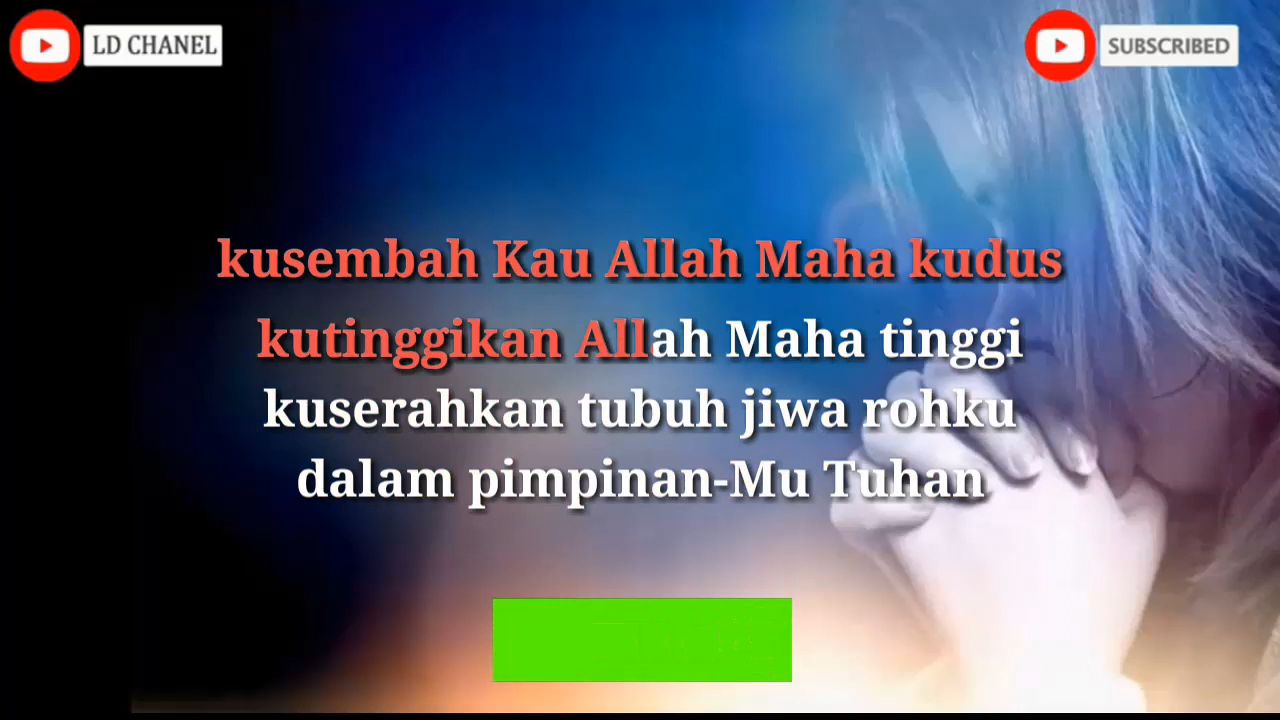 LD CHANEL
SUBSCRIBED
kusembah Kau Allah Maha kudus
kutinggikan Allah Maha tinggi
kuserahkan tubuh jiwa rohku
dalam pimpinan-Mu Tuhan